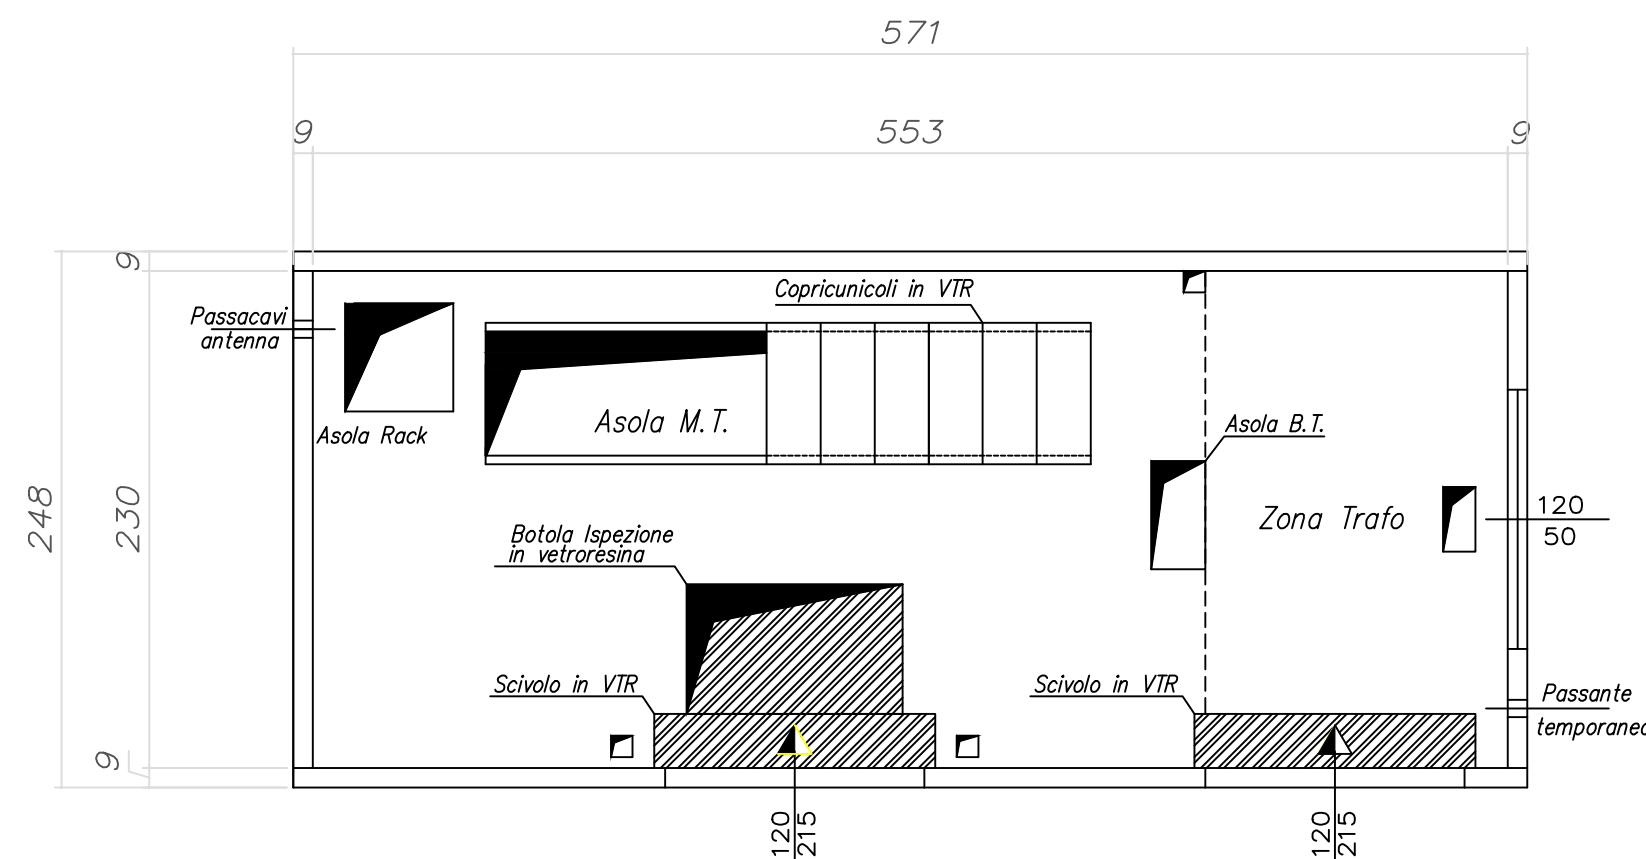 571
9
553
9
9
Copricunicoli in VTR
Passacavi
antenna
Asola M.T.
Asola B.T.
Asola Rack
248
230
Zona Trafo
120
50
Botola Ispezione
in vetroresina
Scivolo in VTR
Scivolo in VTR
Passante
temporaneo
9
120
215
120
215